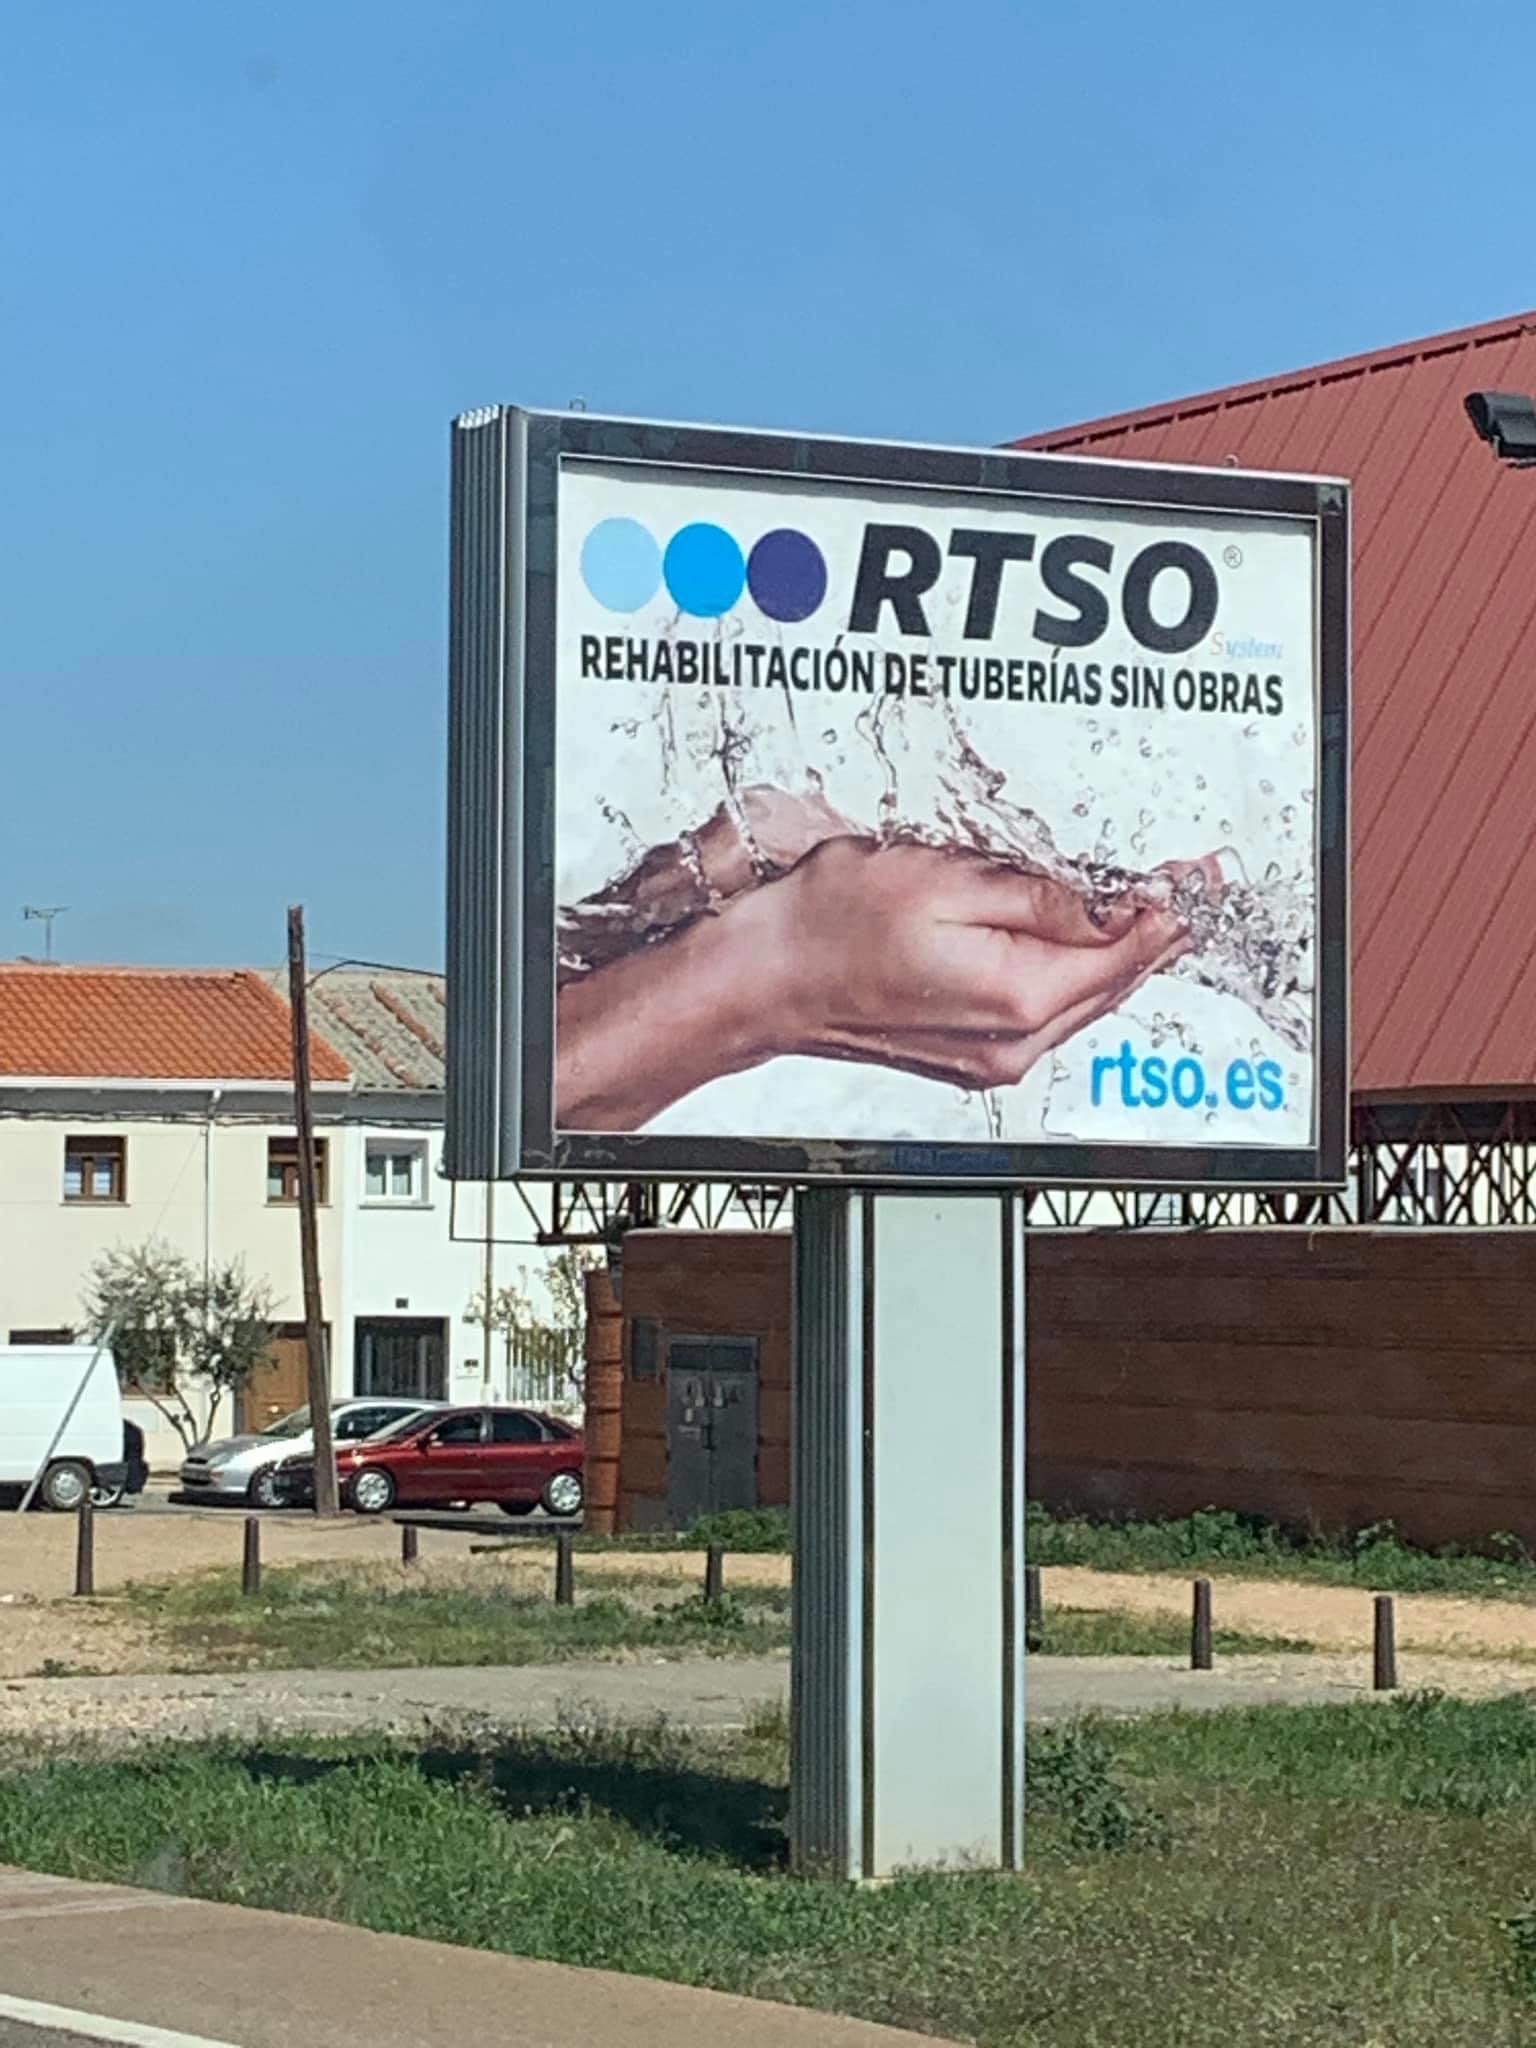 RTSO®
System
REHABILITACIÓN DE TUBERÍAS SIN OBRAS
rtso.es